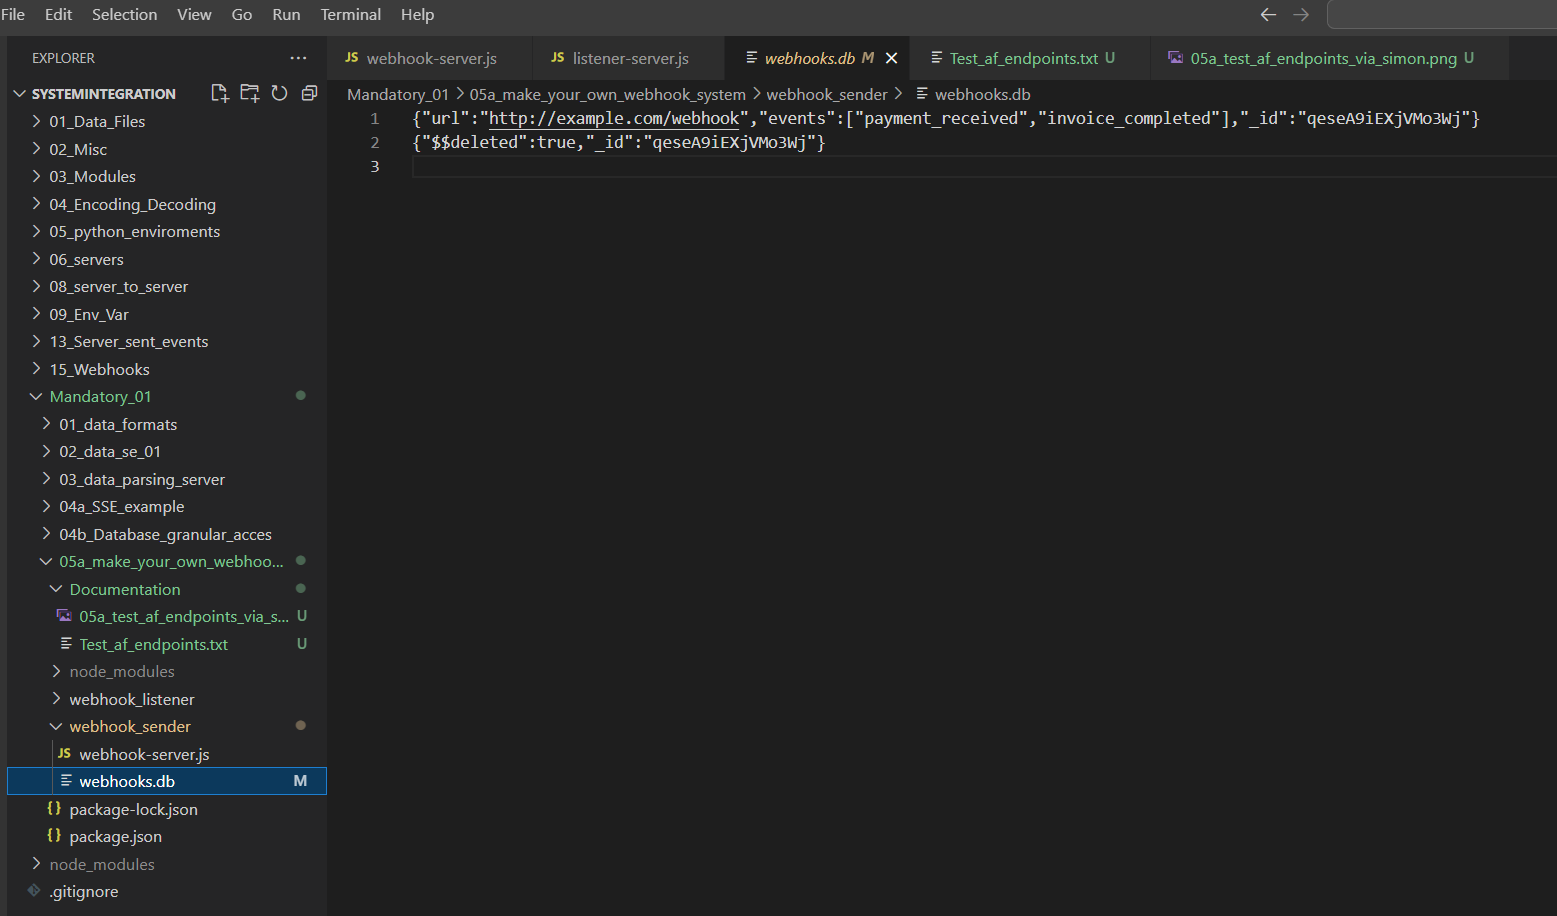 File Edit Selection View Go Run Terminal Help
EXPLORER ···
SYSTEMINTEGRATION
01_Data_Files
02_Misc
03_Modules
04_Encoding_Decoding
05_python_enviroments
06_servers
08_server_to_server
09_Env_Var
13_Server_sent_events
15_Webhooks
Mandatory_01
01_data_formats
02_data_se_01
03_data_parsing_server
04a_SSE_example
04b_Database_granular_acces
05a_make_your_own_webhoo...
Documentation
05a_test_af_endpoints_via_s... U
Test_af_endpoints.txt U
node_modules
webhook_listener
webhook_sender
JS webhook-server.js
webhooks.db M
{} package-lock.json
{} package.json
node_modules
.gitignore
JS webhook-server.js JS listener-server.js webhooks.db M Test_af_endpoints.txt U 05a_test_af_endpoints_via_simon.png U
Mandatory_01 > 05a_make_your_own_webhook_system > webhook_sender > webhooks.db
1 {"url":"http://example.com/webhook","events":["payment_received","invoice_completed"],"_id":"qeseA9iEXjVMo3Wj"}
2 {"$$deleted":true,"_id":"qeseA9iEXjVMo3Wj"}
3